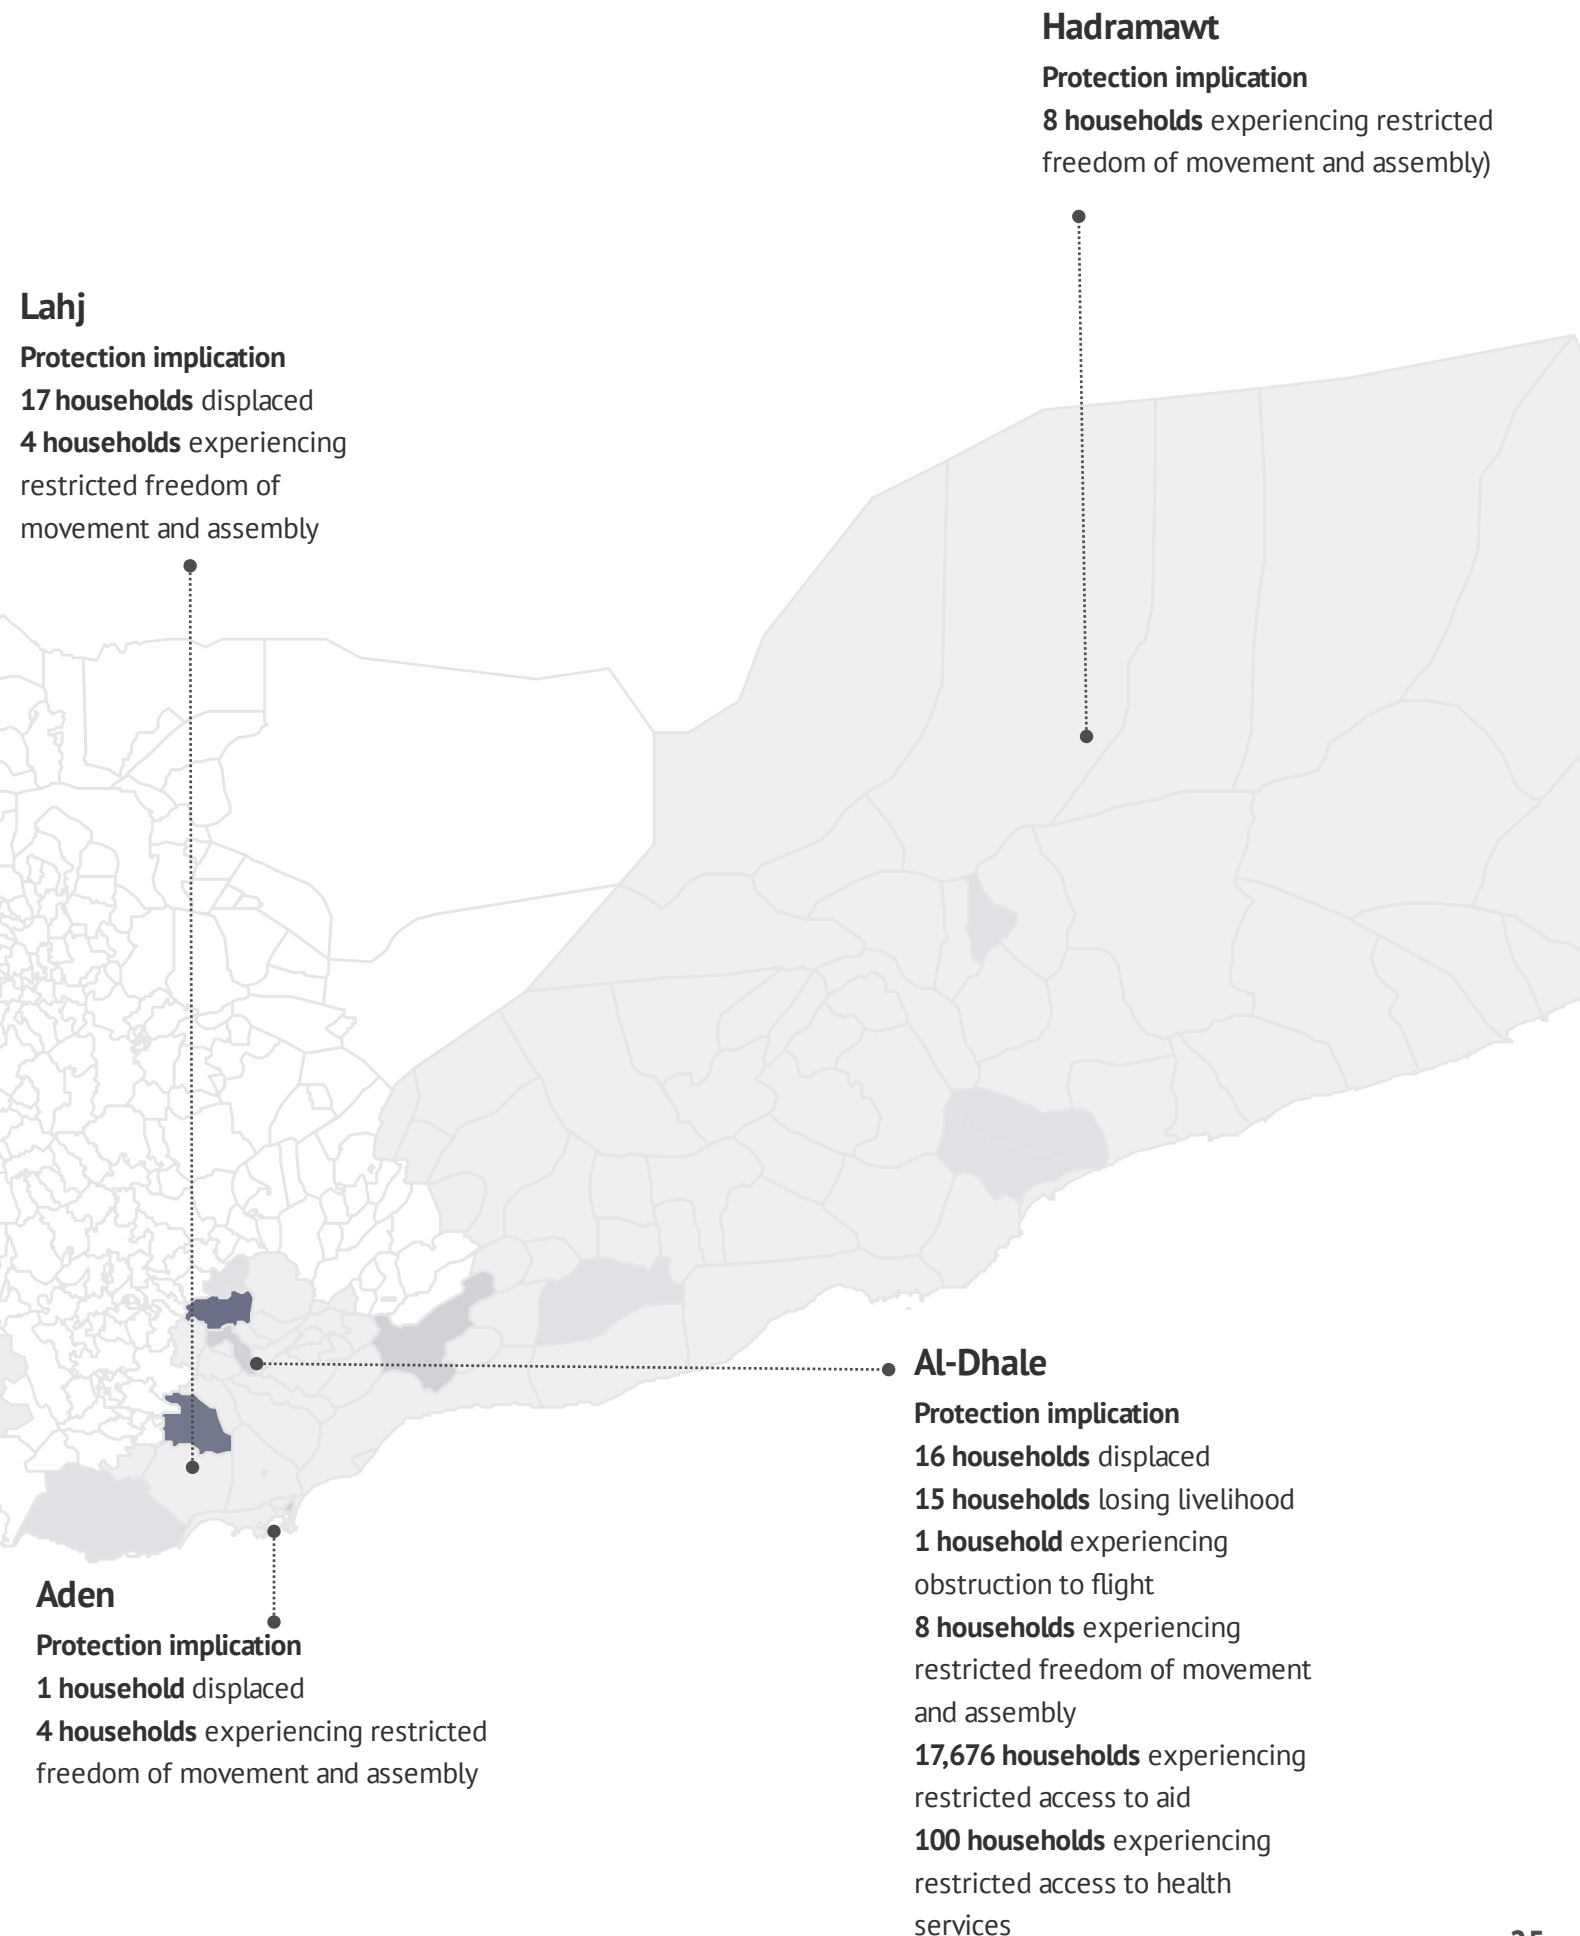 Hadramawt
Protection implication
8 households experiencing restricted
freedom of movement and assembly)
Lahj
Protection implication
17 households displaced
4 households experiencing
restricted freedom of
movement and assembly
Al-Dhale
Protection implication
16 households displaced
15 households losing livelihood
1 household experiencing
obstruction to flight
8 households experiencing
restricted freedom of movement
and assembly
17,676 households experiencing
restricted access to aid
100 households experiencing
restricted access to health
services
Aden
Protection implication
1 household displaced
4 households experiencing restricted
freedom of movement and assembly